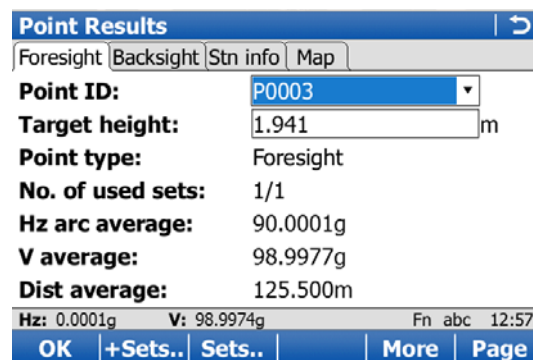 Point Results
Foresight Backsight Stn info Map
Point ID: P0003
Target height: 1.941 m
Point type: Foresight
No. of used sets: 1/1
Hz arc average: 90.0001g
V average: 98.9977g
Dist average: 125.500m
Hz: 0.0001g V: 98.9974g Fn abc 12:57
OK +Sets.. Sets.. More Page